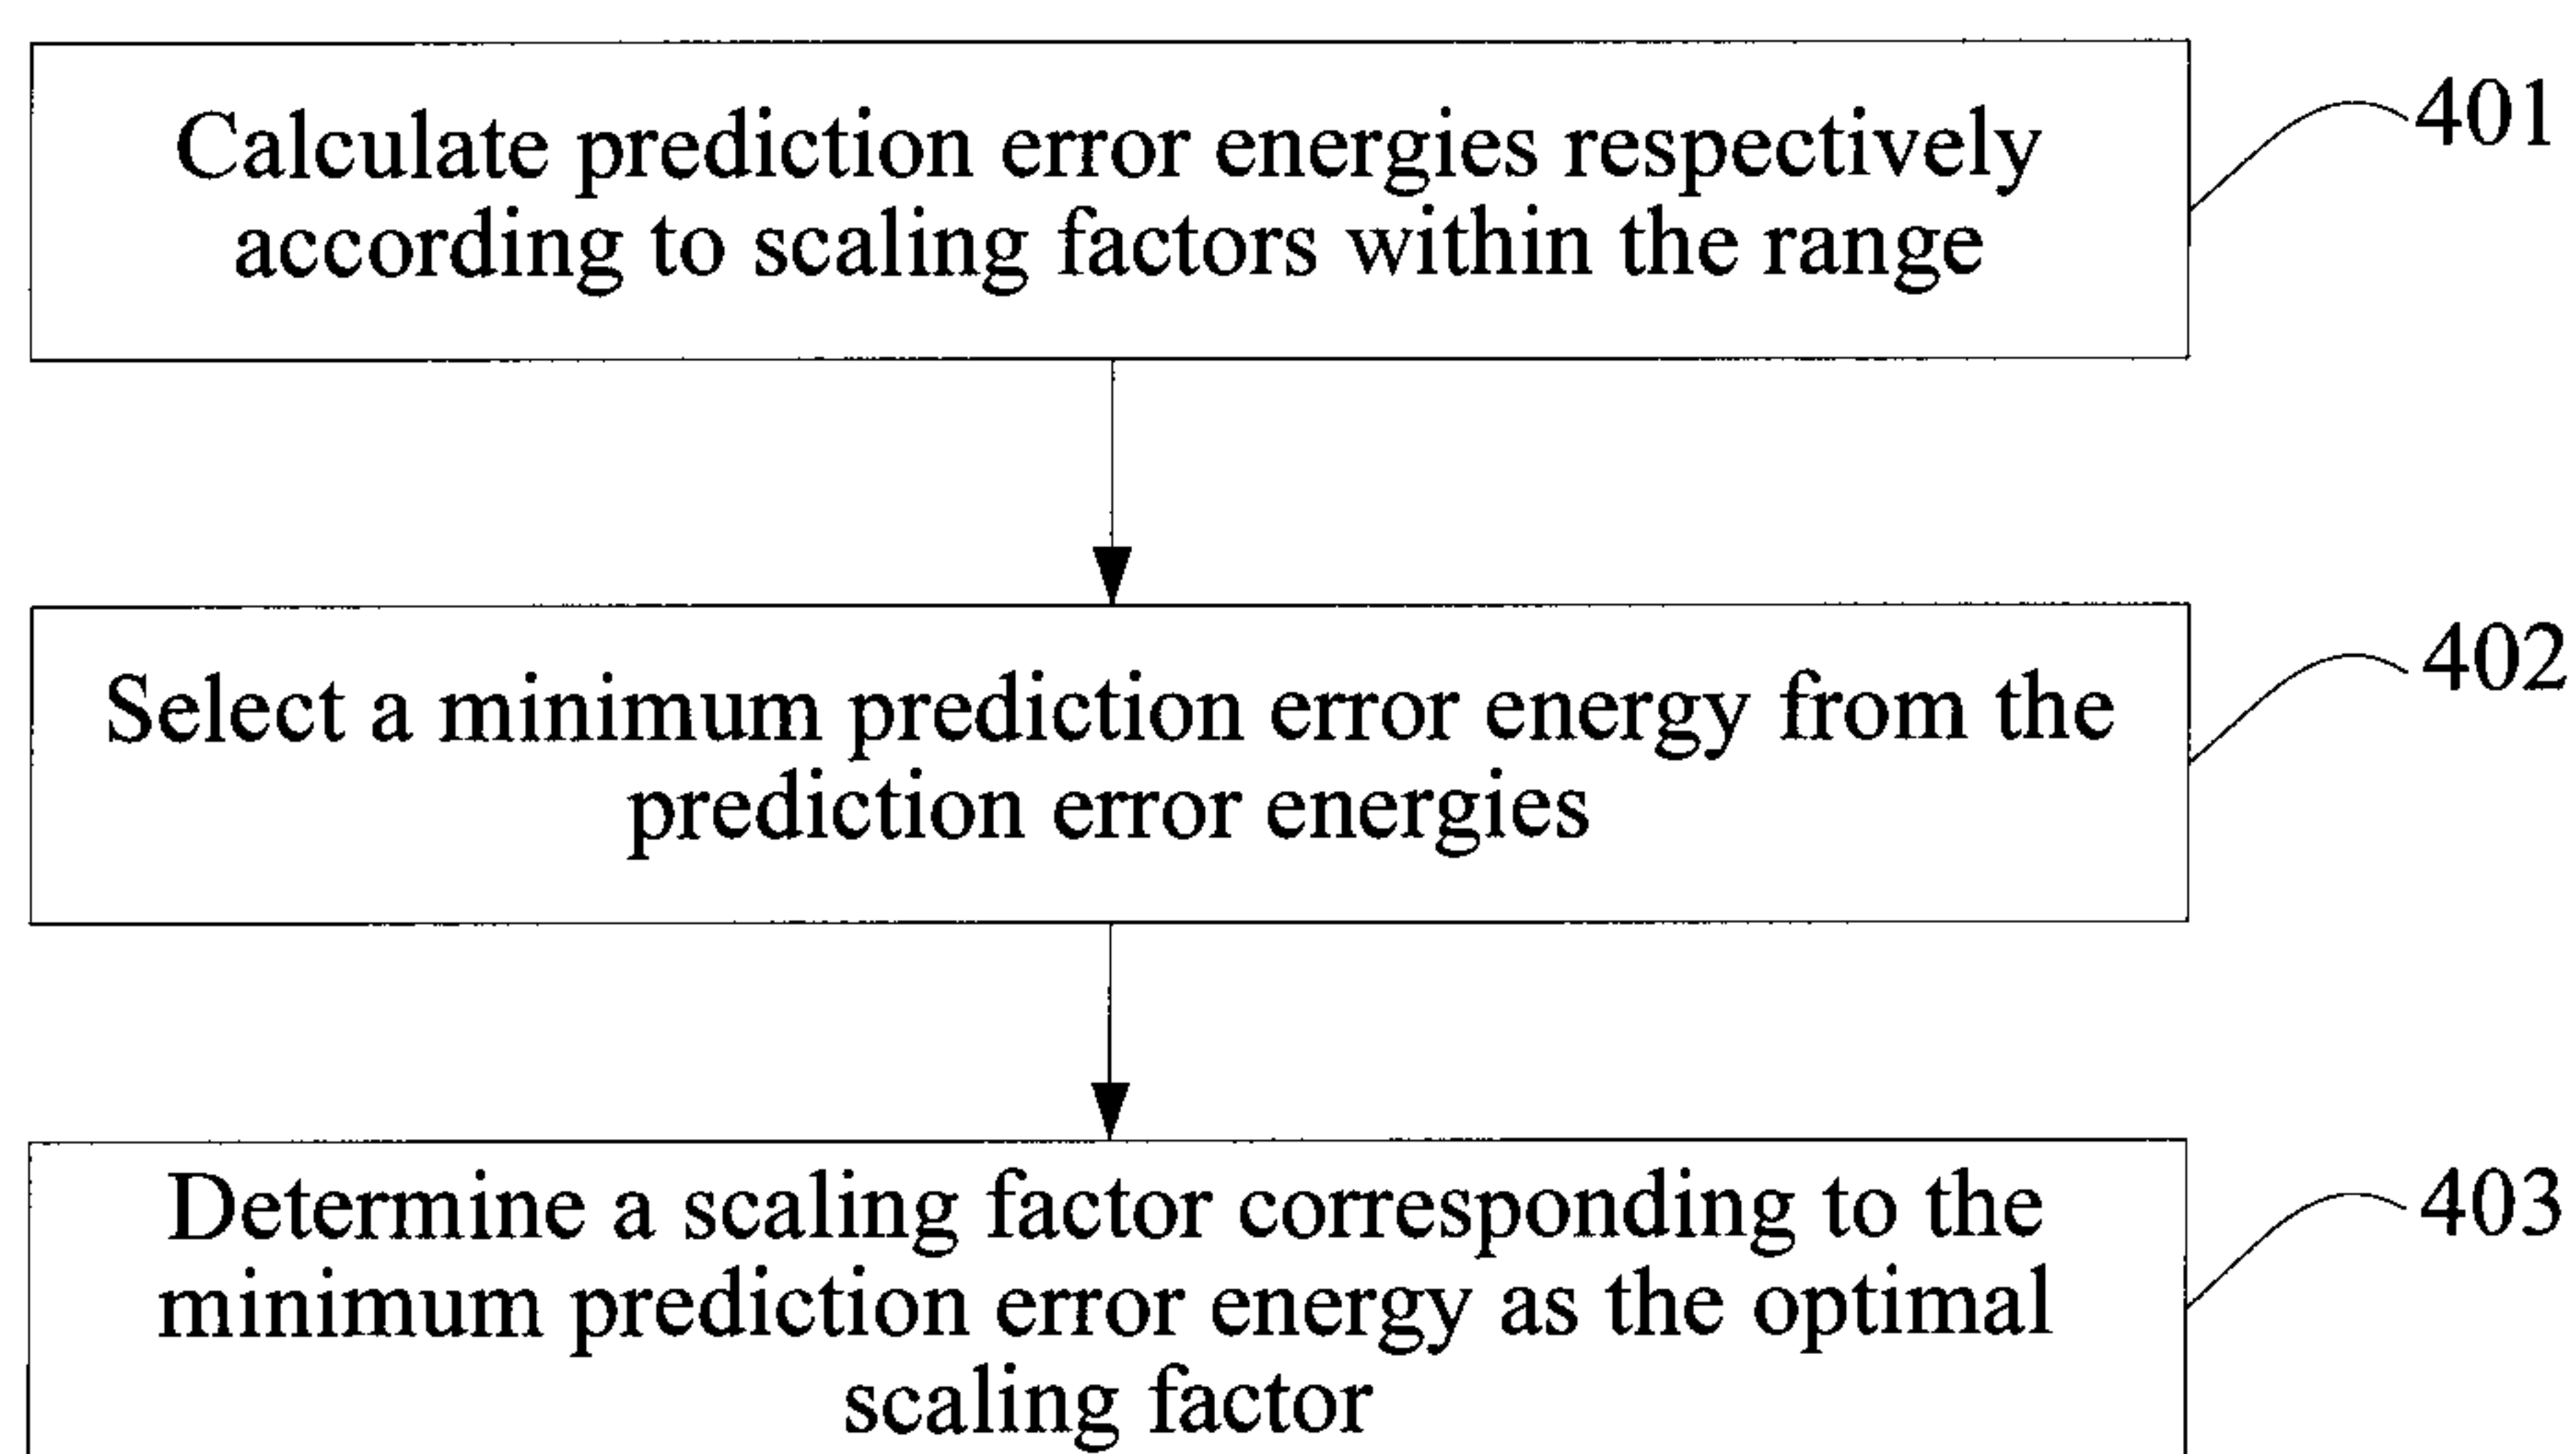 Calculate prediction error energies respectively
according to scaling factors within the range
401
Select a minimum prediction error energy from the
prediction error energies
402
Determine a scaling factor corresponding to the
minimum prediction error energy as the optimal
scaling factor
403